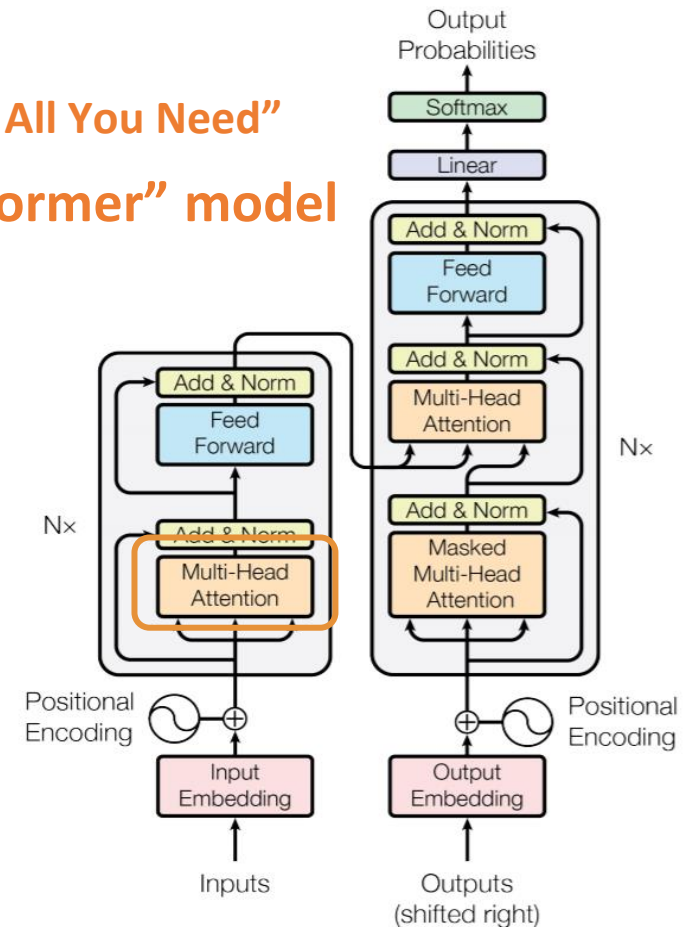 All You Need”
ormer” model
Output
Probabilities
Softmax
Linear
Add & Norm
Feed
Forward
Add & Norm
Multi-Head
Attention
Nx
Add & Norm
Masked
Multi-Head
Attention
Add & Norm
Feed
Forward
Nx
Add & Norm
Multi-Head
Attention
Positional
Encoding
Positional
Encoding
Input
Embedding
Output
Embedding
Inputs
Outputs
(shifted right)